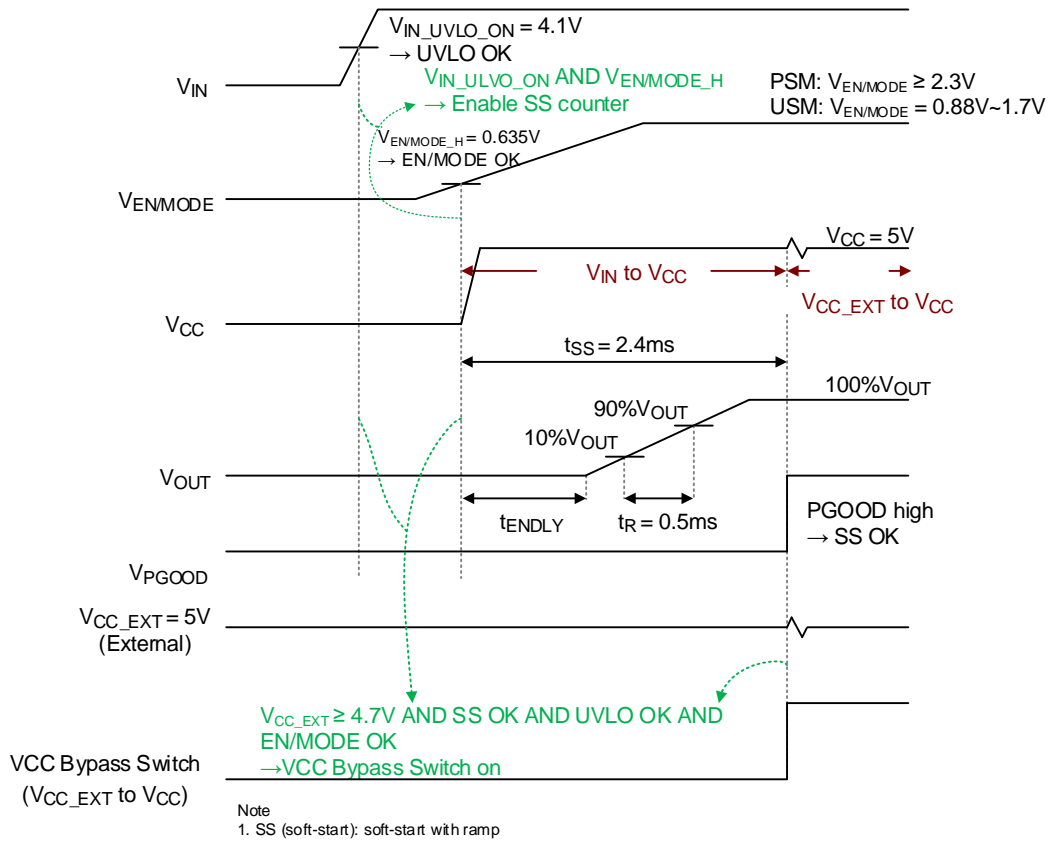 VIN_UVLO_ON = 4.1V
→ UVLO OK
VIN
VIN_ULVO_ON AND VEN/MODE_H
→ Enable SS counter
PSM: VEN/MODE ≥ 2.3V
USM: VEN/MODE = 0.88V~1.7V
VEN/MODE_H = 0.635V
→ EN/MODE OK
VEN/MODE
VCC = 5V
VIN to VCC
VCC_EXT to VCC
VCC
tSS = 2.4ms
100%VOUT
90%VOUT
10%VOUT
VOUT
tENDLY
tR = 0.5ms
PGOOD high
→ SS OK
VPGOOD
VCC_EXT = 5V
(External)
VCC_EXT ≥ 4.7V AND SS OK AND UVLO OK AND
EN/MODE OK
→VCC Bypass Switch on
VCC Bypass Switch
(VCC_EXT to VCC)
Note
1. SS (soft-start): soft-start with ramp